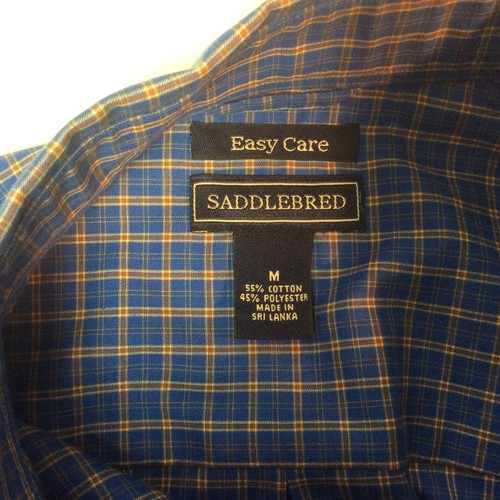 Easy Care
SADDLEBRED
M
55% COTTON
45% POLYESTER
MADE IN
SRI LANKA